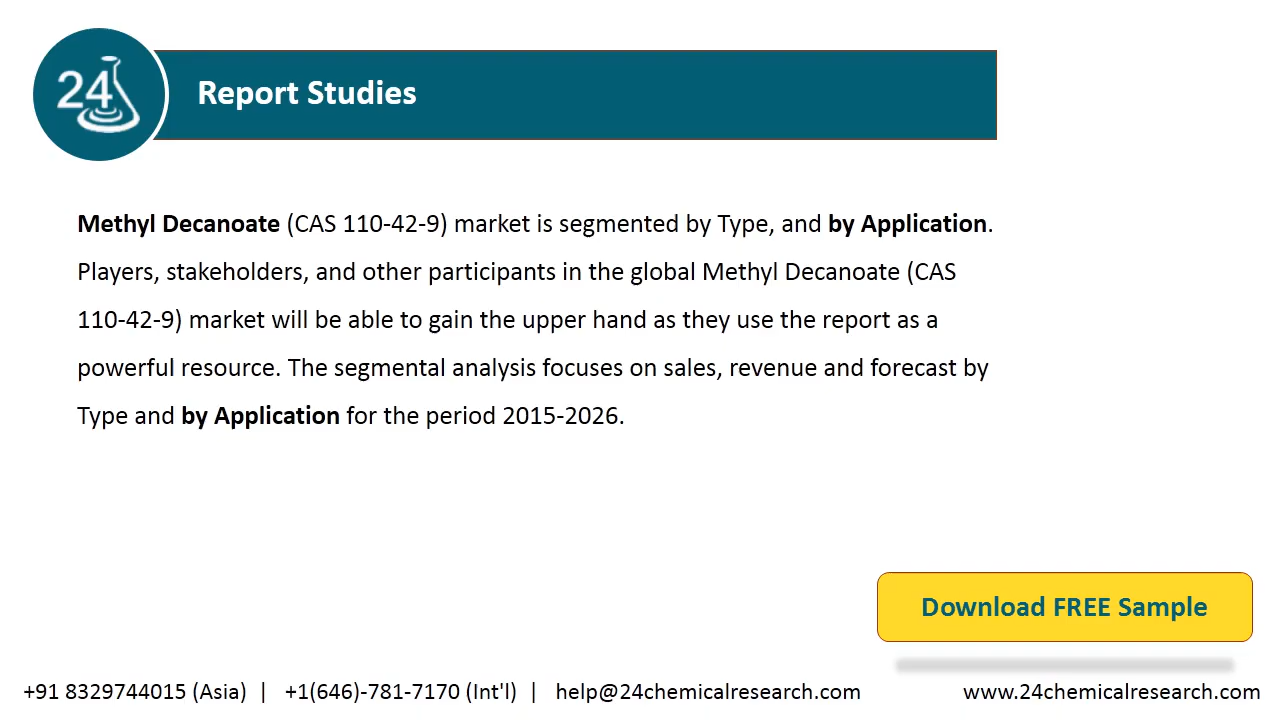 24
Report Studies
Methyl Decanoate (CAS 110-42-9) market is segmented by Type, and by Application.
Players, stakeholders, and other participants in the global Methyl Decanoate (CAS
110-42-9) market will be able to gain the upper hand as they use the report as a
powerful resource. The segmental analysis focuses on sales, revenue and forecast by
Type and by Application for the period 2015-2026.
Download FREE Sample
+91 8329744015 (Asia) | +1(646)-781-7170 (Int'l) | help@24chemicalresearch.com www.24chemicalresearch.com